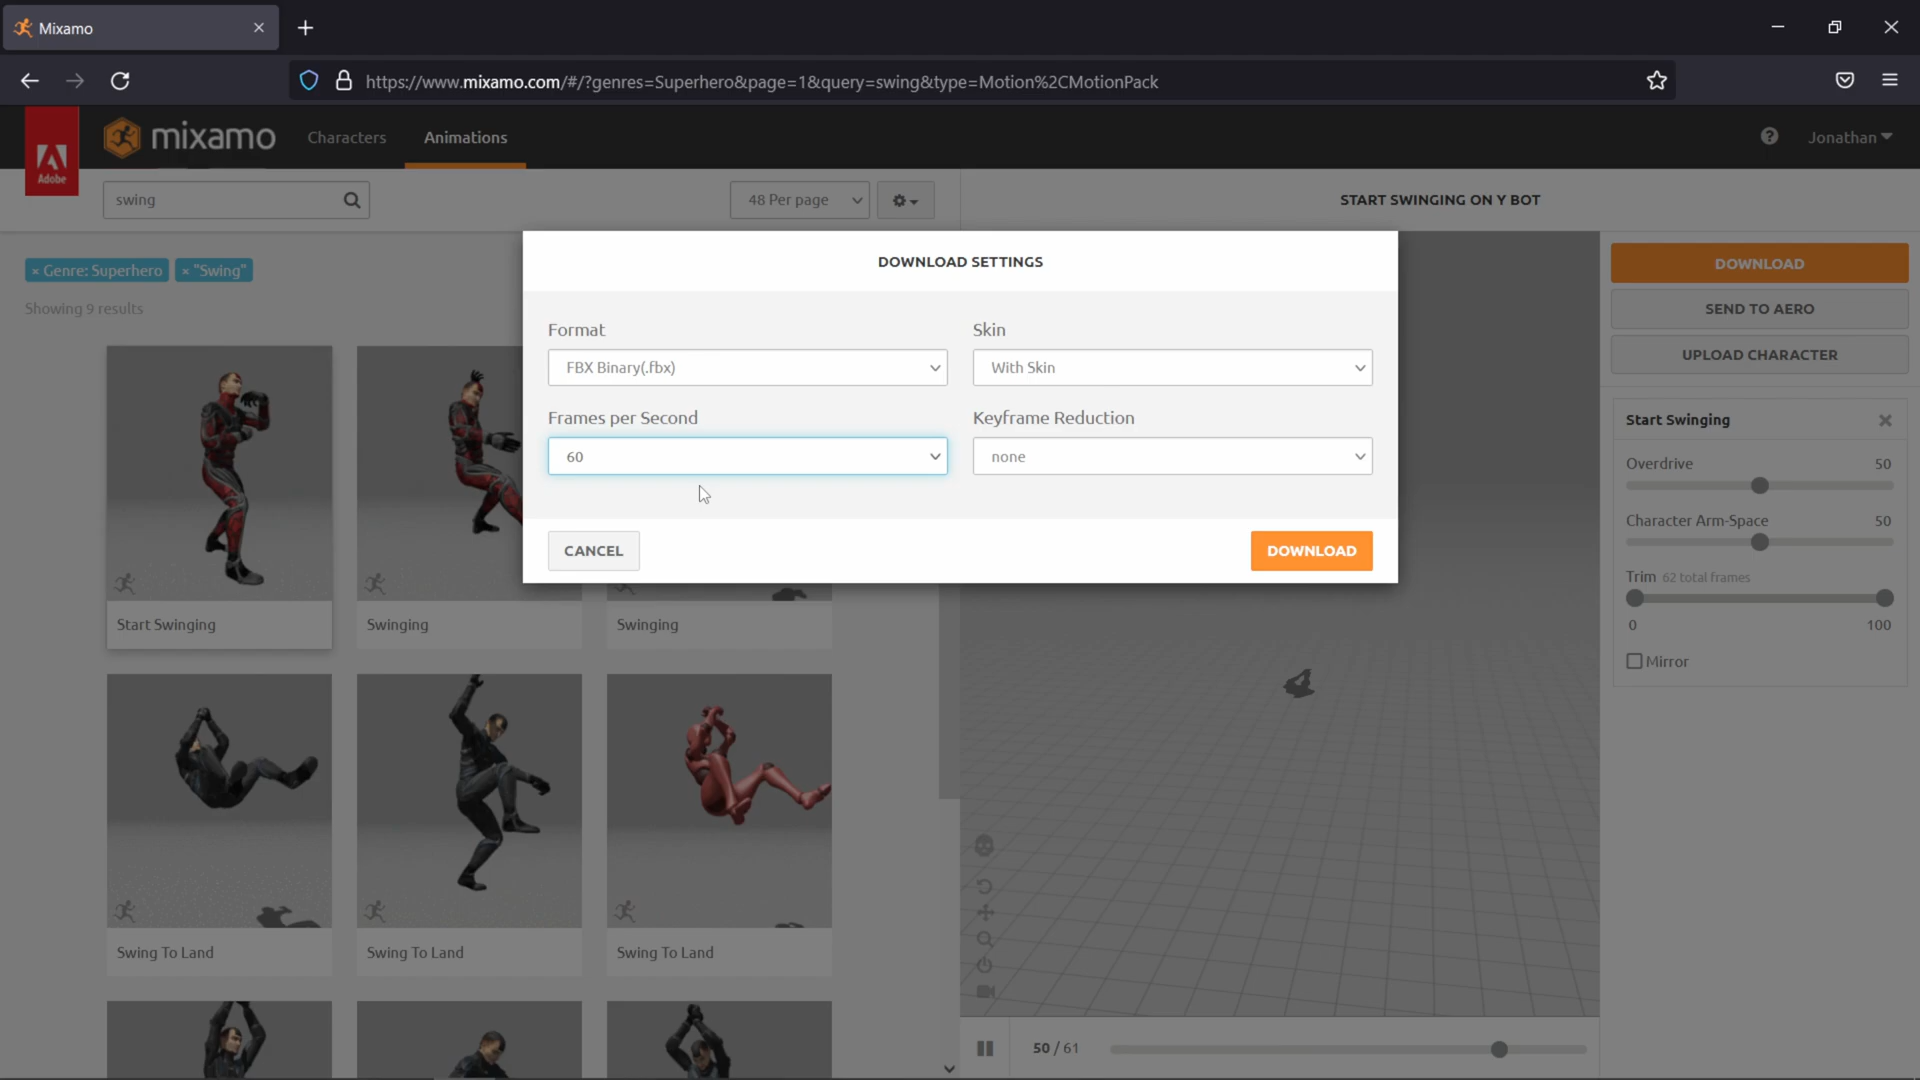 Mixamo
https://www.mixamo.com/#/?genres=Superhero&page=1&query=swing&type=Motion%2CMotionPack
Adobe
mixamo
Characters
Animations
Jonathan
swing
48 Per page
START SWINGING ON Y BOT
× Genre: Superhero
× "Swing"
Showing 9 results
DOWNLOAD SETTINGS
Format
Skin
FBX Binary(.fbx)
With Skin
Frames per Second
Keyframe Reduction
60
none
CANCEL
DOWNLOAD
DOWNLOAD
SEND TO AERO
UPLOAD CHARACTER
Start Swinging
Overdrive 50
Character Arm-Space 50
Trim 62 total frames
0 100
Mirror
Start Swinging
Swinging
Swinging
Swing To Land
Swing To Land
Swing To Land
50 / 61